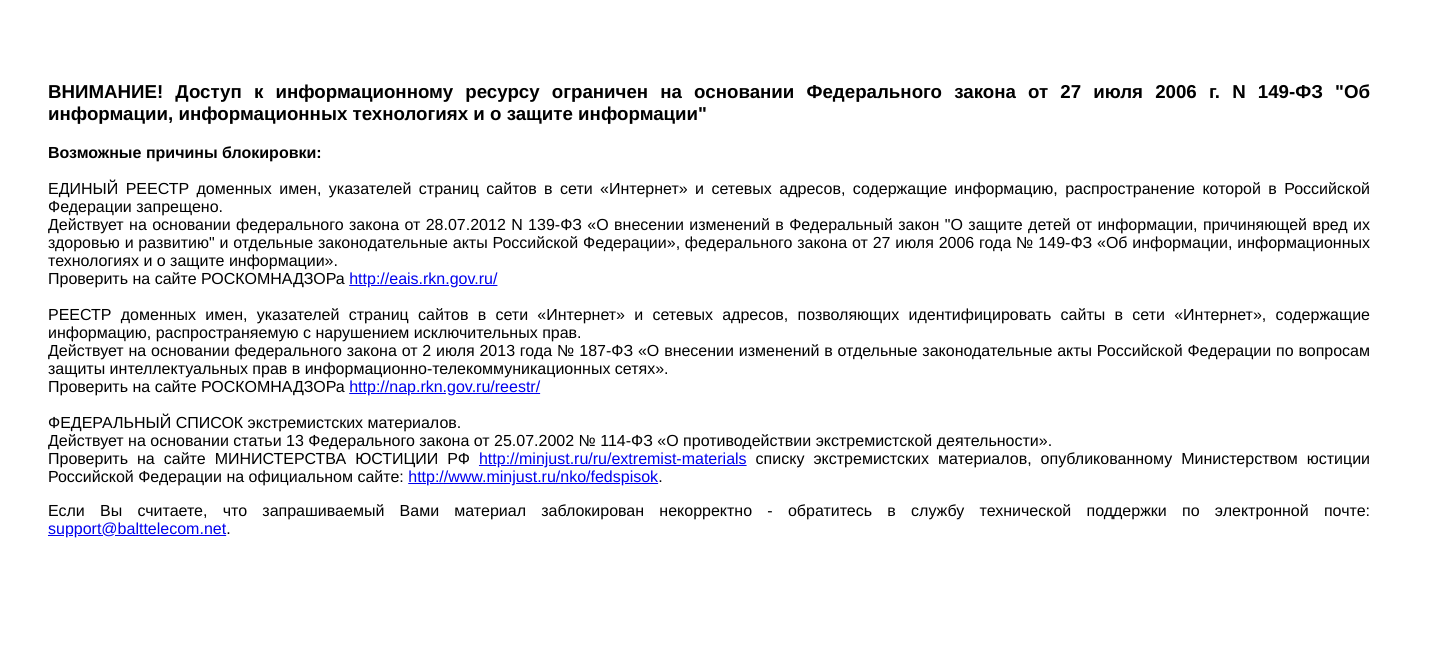 ВНИМАНИЕ! Доступ к информационному ресурсу ограничен на основании Федерального закона от 27 июля 2006 г. N 149-ФЗ "Об
информации, информационных технологиях и о защите информации"
Возможные причины блокировки:
ЕДИНЫЙ РЕЕСТР доменных имен, указателей страниц сайтов в сети «Интернет» и сетевых адресов, содержащие информацию, распространение которой в Российской
Федерации запрещено.
Действует на основании федерального закона от 28.07.2012 N 139-ФЗ «О внесении изменений в Федеральный закон "О защите детей от информации, причиняющей вред их
здоровью и развитию" и отдельные законодательные акты Российской Федерации», федерального закона от 27 июля 2006 года № 149-ФЗ «Об информации, информационных
технологиях и о защите информации».
Проверить на сайте РОСКОМНАДЗОРа http://eais.rkn.gov.ru/
РЕЕСТР доменных имен, указателей страниц сайтов в сети «Интернет» и сетевых адресов, позволяющих идентифицировать сайты в сети «Интернет», содержащие
информацию, распространяемую с нарушением исключительных прав.
Действует на основании федерального закона от 2 июля 2013 года № 187-ФЗ «О внесении изменений в отдельные законодательные акты Российской Федерации по вопросам
защиты интеллектуальных прав в информационно-телекоммуникационных сетях».
Проверить на сайте РОСКОМНАДЗОРа http://nap.rkn.gov.ru/reestr/
ФЕДЕРАЛЬНЫЙ СПИСОК экстремистских материалов.
Действует на основании статьи 13 Федерального закона от 25.07.2002 № 114-ФЗ «О противодействии экстремистской деятельности».
Проверить на сайте МИНИСТЕРСТВА ЮСТИЦИИ РФ http://minjust.ru/ru/extremist-materials списку экстремистских материалов, опубликованному Министерством юстиции
Российской Федерации на официальном сайте: http://www.minjust.ru/nko/fedspisok.
Если Вы считаете, что запрашиваемый Вами материал заблокирован некорректно - обратитесь в службу технической поддержки по электронной почте:
support@balttelecom.net.